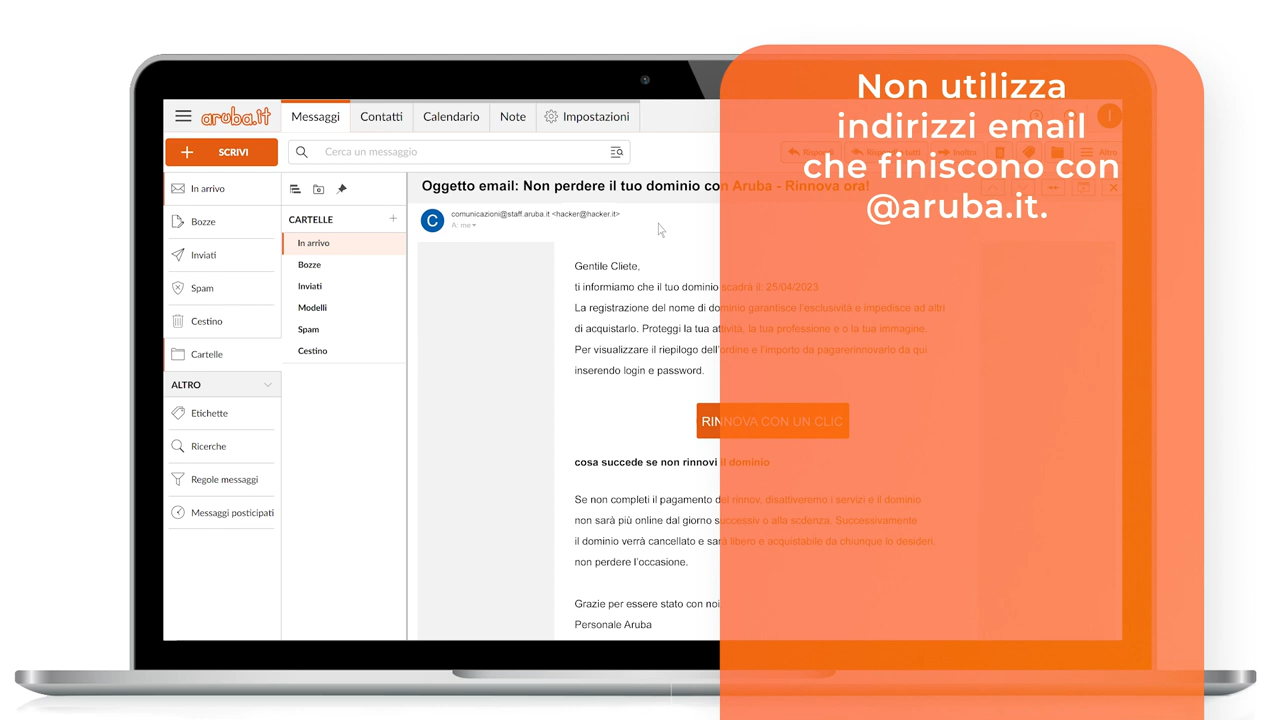 Non utilizza
indirizzi email
che finiscono con
@aruba.it.
aruba.it
Messaggi
Contatti
Calendario
Note
Impostazioni
SCRIVI
Cerca un messaggio
Rispondi
Rispondi a tutti
Inoltra
Altro
In arrivo
Bozze
Inviati
Spam
Cestino
Cartelle
ALTRO
Etichette
Ricerche
Regole messaggi
Messaggi posticipati
CARTELLE
In arrivo
Bozze
Inviati
Modelli
Spam
Cestino
Oggetto email: Non perdere il tuo dominio con Aruba - Rinnova ora!
C
comunicazioni@staff.aruba.it <hacker@hacker.it>
A: me
Gentile Cliete,
ti informiamo che il tuo dominio scadrà il: 25/04/2023
La registrazione del nome di dominio garantisce l'esclusività e impedisce ad altri
di acquistarlo. Proteggi la tua attività, la tua professione e o la tua immagine.
Per visualizzare il riepilogo dell'ordine e l'importo da pagarerinnovarlo da qui
inserendo login e password.
RINNOVA CON UN CLIC
cosa succede se non rinnovi il dominio
Se non completi il pagamento del rinnov, disattiveremo i servizi e il dominio
non sarà più online dal giorno successiv o alla scdenza. Successivamente
il dominio verrà cancellato e sarà libero e acquistabile da chiunque lo desideri.
non perdere l'occasione.
Grazie per essere stato con noi
Personale Aruba